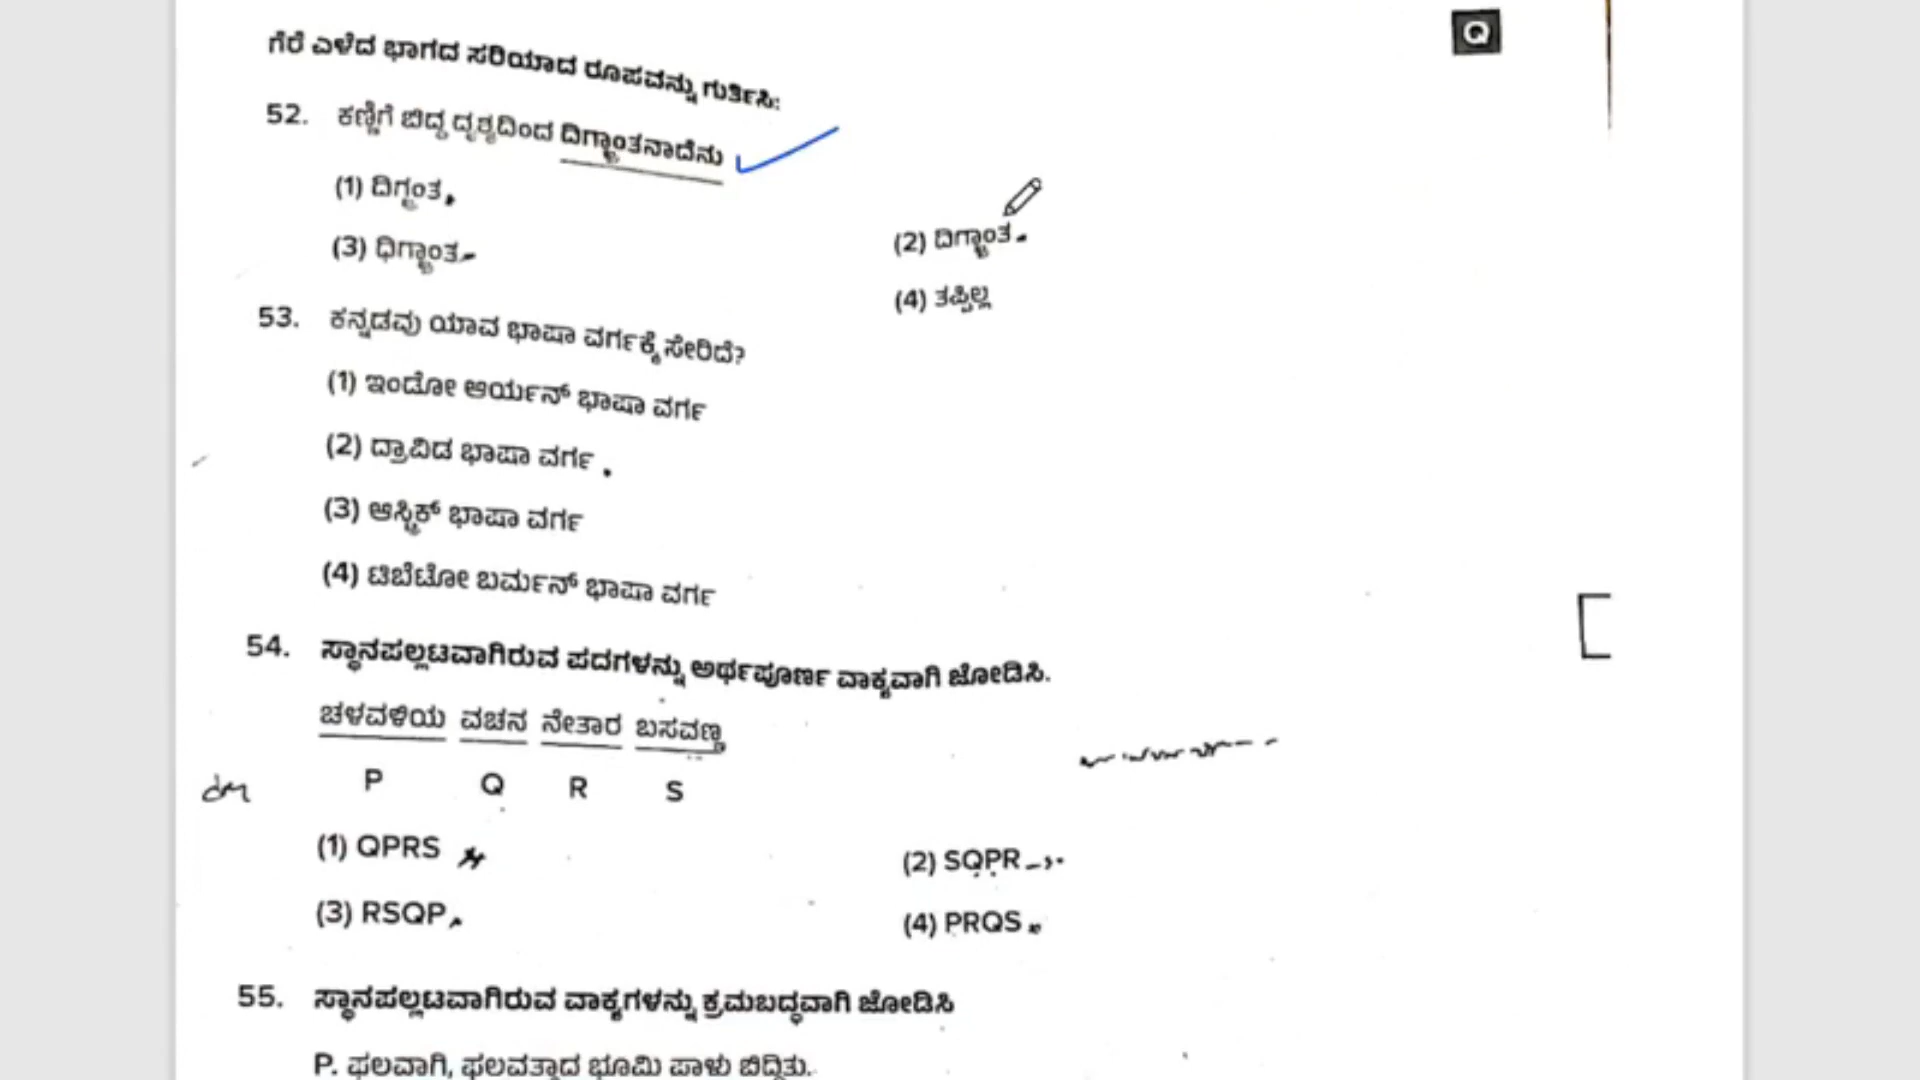 Q
ಗೆರೆ ಎಳೆದ ಭಾಗದ ಸರಿಯಾದ ರೂಪವನ್ನು ಗುರ್ತಿಸಿ:
52. ಕಣ್ಣಿಗೆ ಬಿದ್ದ ದೃಶ್ಯದಿಂದ ದಿಗ್ಭ್ರಾಂತನಾದೆನು
(1) ದಿಗ್ಭ್ರಂತ
(2) ದಿಗ್ಭ್ರಾಂತ
(3) ಧಿಗ್ಭ್ರಾಂತ
(4) ತಪ್ಪಿಲ್ಲ
53. ಕನ್ನಡವು ಯಾವ ಭಾಷಾ ವರ್ಗಕ್ಕೆ ಸೇರಿದೆ?
(1) ಇಂಡೋ ಆರ್ಯನ್ ಭಾಷಾ ವರ್ಗ
(2) ದ್ರಾವಿಡ ಭಾಷಾ ವರ್ಗ
(3) ಆಸ್ಟ್ರಿಕ್ ಭಾಷಾ ವರ್ಗ
(4) ಟಿಬೆಟೋ ಬರ್ಮನ್ ಭಾಷಾ ವರ್ಗ
54. ಸ್ಥಾನಪಲ್ಲಟವಾಗಿರುವ ಪದಗಳನ್ನು ಅರ್ಥಪೂರ್ಣ ವಾಕ್ಯವಾಗಿ ಜೋಡಿಸಿ.
ಚಳವಳಿಯ ವಚನ ನೇತಾರ ಬಸವಣ್ಣ
P Q R S
(1) QPRS
(2) SQPR
(3) RSQP
(4) PRQS
55. ಸ್ಥಾನಪಲ್ಲಟವಾಗಿರುವ ವಾಕ್ಯಗಳನ್ನು ಕ್ರಮಬದ್ಧವಾಗಿ ಜೋಡಿಸಿ
P. ಫಲವಾಗಿ, ಫಲವತ್ತಾದ ಭೂಮಿ ಪಾಳು ಬಿದ್ದಿತು.